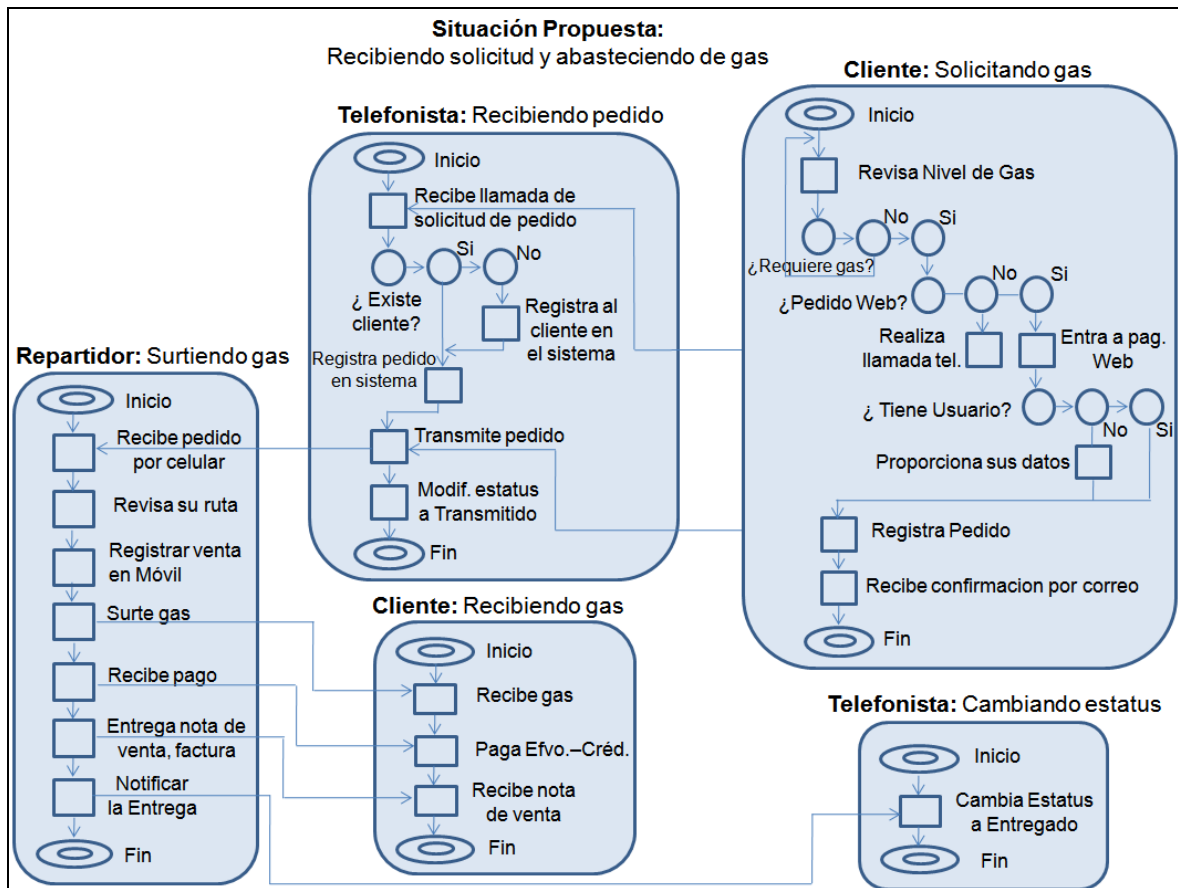 Situación Propuesta:
Recibiendo solicitud y abasteciendo de gas
Cliente: Solicitando gas
Inicio
Revisa Nivel de Gas
No
Si
¿Requiere gas?
¿Pedido Web?
No
Si
Realiza
llamada tel.
Entra a pag.
Web
¿ Tiene Usuario?
No
Si
Proporciona sus datos
Registra Pedido
Recibe confirmacion por correo
Fin
Telefonista: Recibiendo pedido
Inicio
Recibe llamada de
solicitud de pedido
Si
No
¿ Existe
cliente?
Registra al
cliente en
el sistema
Registra pedido
en sistema
Transmite pedido
Modif. estatus
a Transmitido
Fin
Repartidor: Surtiendo gas
Inicio
Recibe pedido
por celular
Revisa su ruta
Registrar venta
en Móvil
Surte gas
Recibe pago
Entrega nota de
venta, factura
Notificar
la Entrega
Fin
Cliente: Recibiendo gas
Inicio
Recibe gas
Paga Efvo.–Créd.
Recibe nota
de venta
Fin
Telefonista: Cambiando estatus
Inicio
Cambia Estatus
a Entregado
Fin